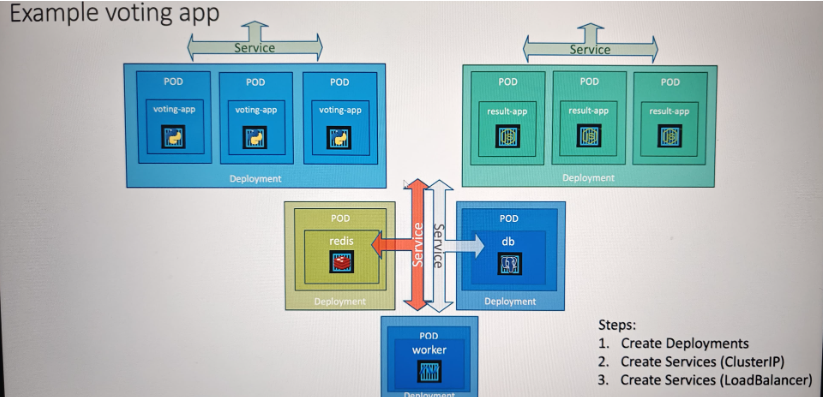 Example voting app
Service
Service
POD
POD
POD
voting-app
voting-app
voting-app
Deployment
POD
POD
POD
result-app
result-app
result-app
Deployment
POD
redis
Deployment
Service
Service
POD
db
Deployment
POD
worker
Deployment
Steps:
1. Create Deployments
2. Create Services (ClusterIP)
3. Create Services (LoadBalancer)